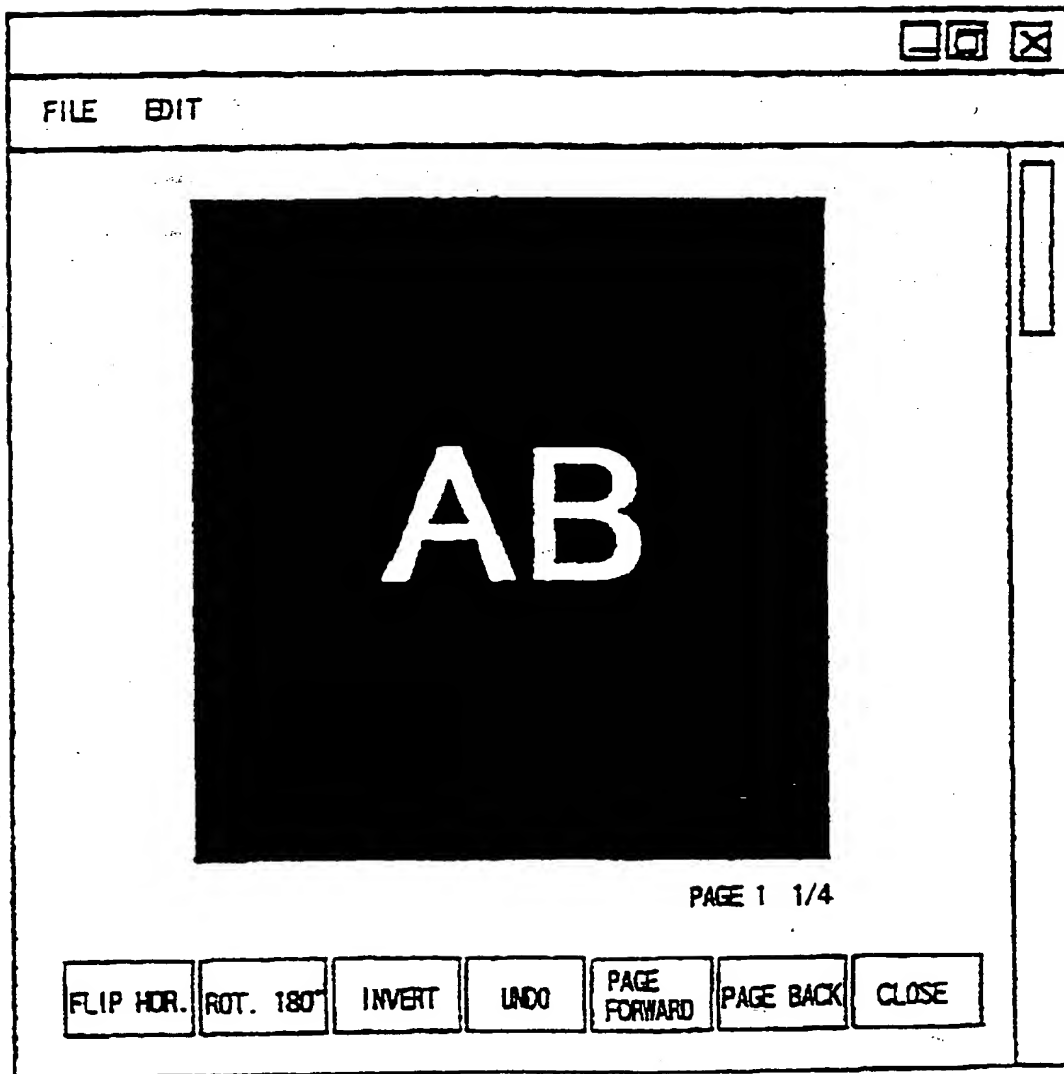 FILE EDIT
AB
PAGE 1 1/4
FLIP HOR. ROT. 180° INVERT UNDO PAGE FORWARD PAGE BACK CLOSE